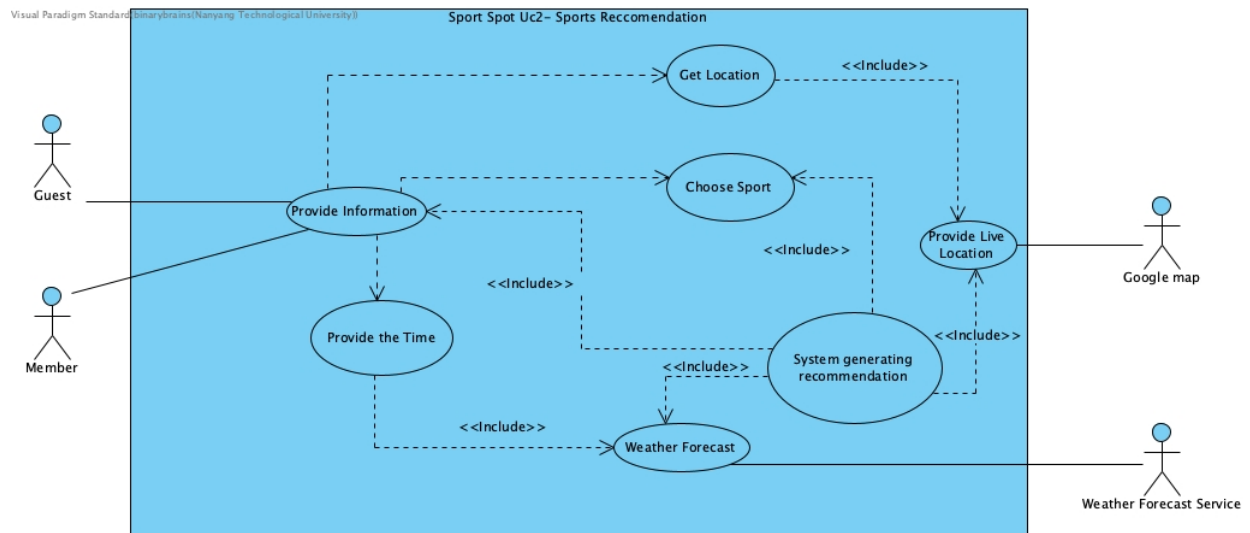 Visual Paradigm Standard(binarybrains(Nanyang Technological University))
Sport Spot Uc2- Sports Reccomendation
Get Location
<<Include>>
Guest
Choose Sport
Provide Information
Provide Live
Location
<<Include>>
Google map
<<Include>>
Provide the Time
<<Include>>
Member
System generating
recommendation
<<Include>>
<<Include>>
Weather Forecast
Weather Forecast Service